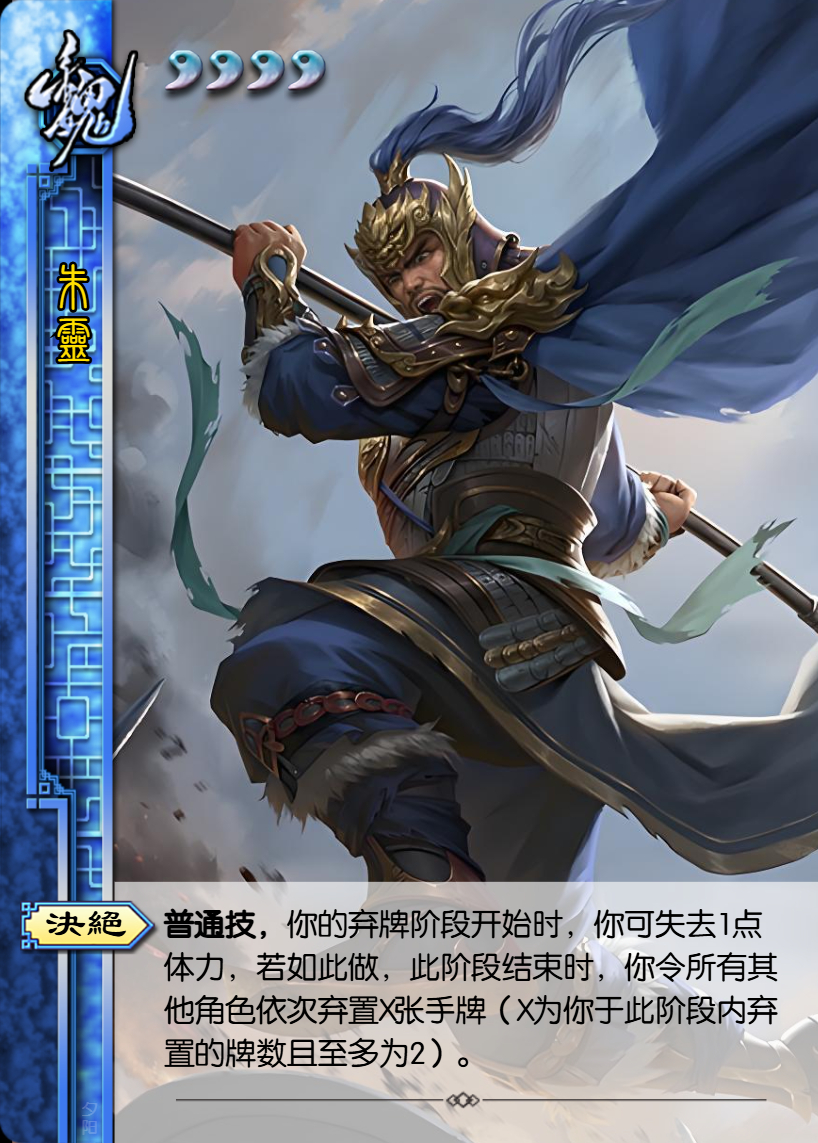 魏
朱靈
決絕
普通技，你的弃牌阶段开始时，你可失去1点
体力，若如此做，此阶段结束时，你令所有其
他角色依次弃置X张手牌（X为你于此阶段内弃
置的牌数且至多为2）。
夕阳